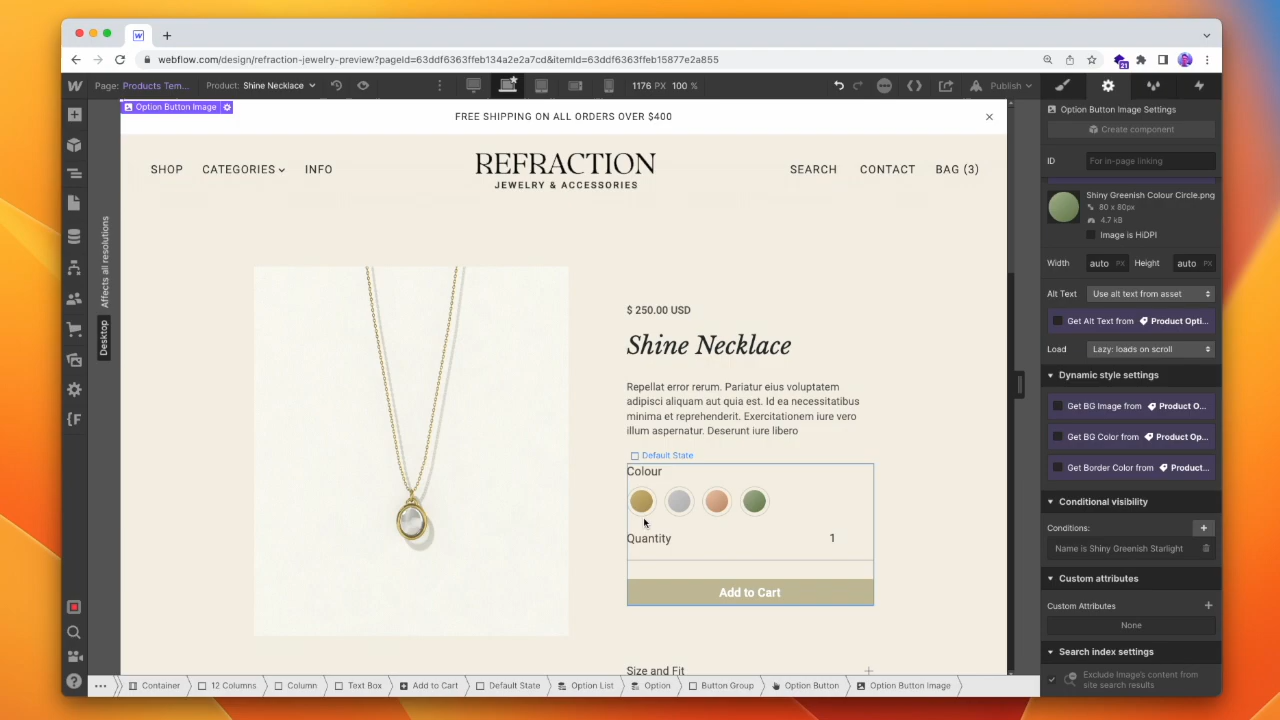 webflow.com/design/refraction-jewelry-preview?pageId=63ddf6363ffeb134a2e2a7cd&itemId=63ddf6363ffeb15877e2a855
21
Page: Products Tem...
Product: Shine Necklace
1176 PX 100 %
Publish
Option Button Image
FREE SHIPPING ON ALL ORDERS OVER $400
SHOP CATEGORIES INFO
REFRACTION
JEWELRY & ACCESSORIES
SEARCH CONTACT BAG (3)
Affects all resolutions
Desktop
$ 250.00 USD
Shine Necklace
Repellat error rerum. Pariatur eius voluptatem
adipisci aliquam aut quia est. Id ea necessitatibus
minima et reprehenderit. Exercitationem iure vero
illum aspernatur. Deserunt iure libero
Default State
Colour
Quantity 1
Add to Cart
Size and Fit
Option Button Image Settings
Create component
ID For in-page linking
Shiny Greenish Colour Circle.png
80 x 80px
4.7 kB
Image is HiDPI
Width auto PX Height auto PX
Alt Text Use alt text from asset
Get Alt Text from Product Opti...
Load Lazy: loads on scroll
Dynamic style settings
Get BG Image from Product O...
Get BG Color from Product Op...
Get Border Color from Product...
Conditional visibility
Conditions:
Name is Shiny Greenish Starlight
Custom attributes
Custom Attributes
None
Search index settings
Exclude Image's content from
site search results
Container 12 Columns Column Text Box Add to Cart Default State Option List Option Button Group Option Button Option Button Image